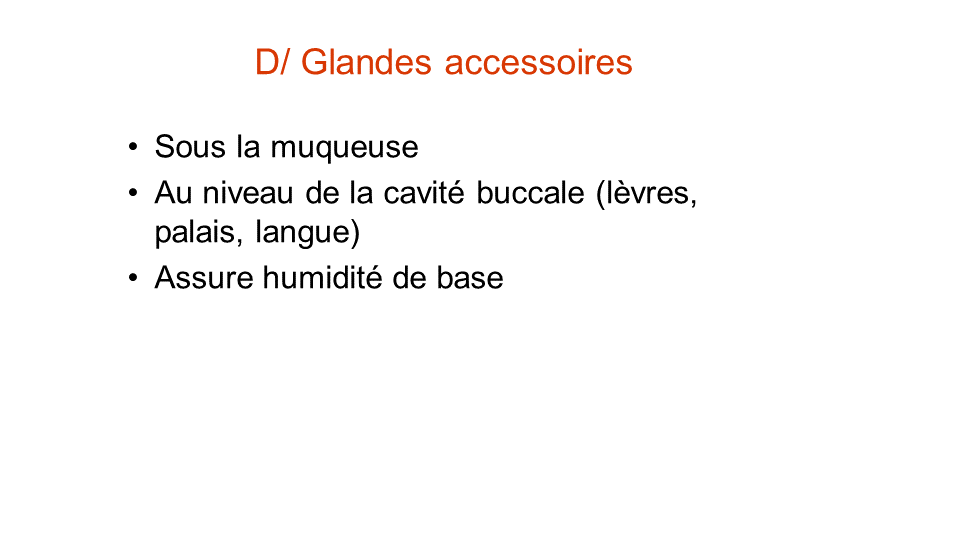 D/ Glandes accessoires
• Sous la muqueuse
• Au niveau de la cavité buccale (lèvres,
palais, langue)
• Assure humidité de base